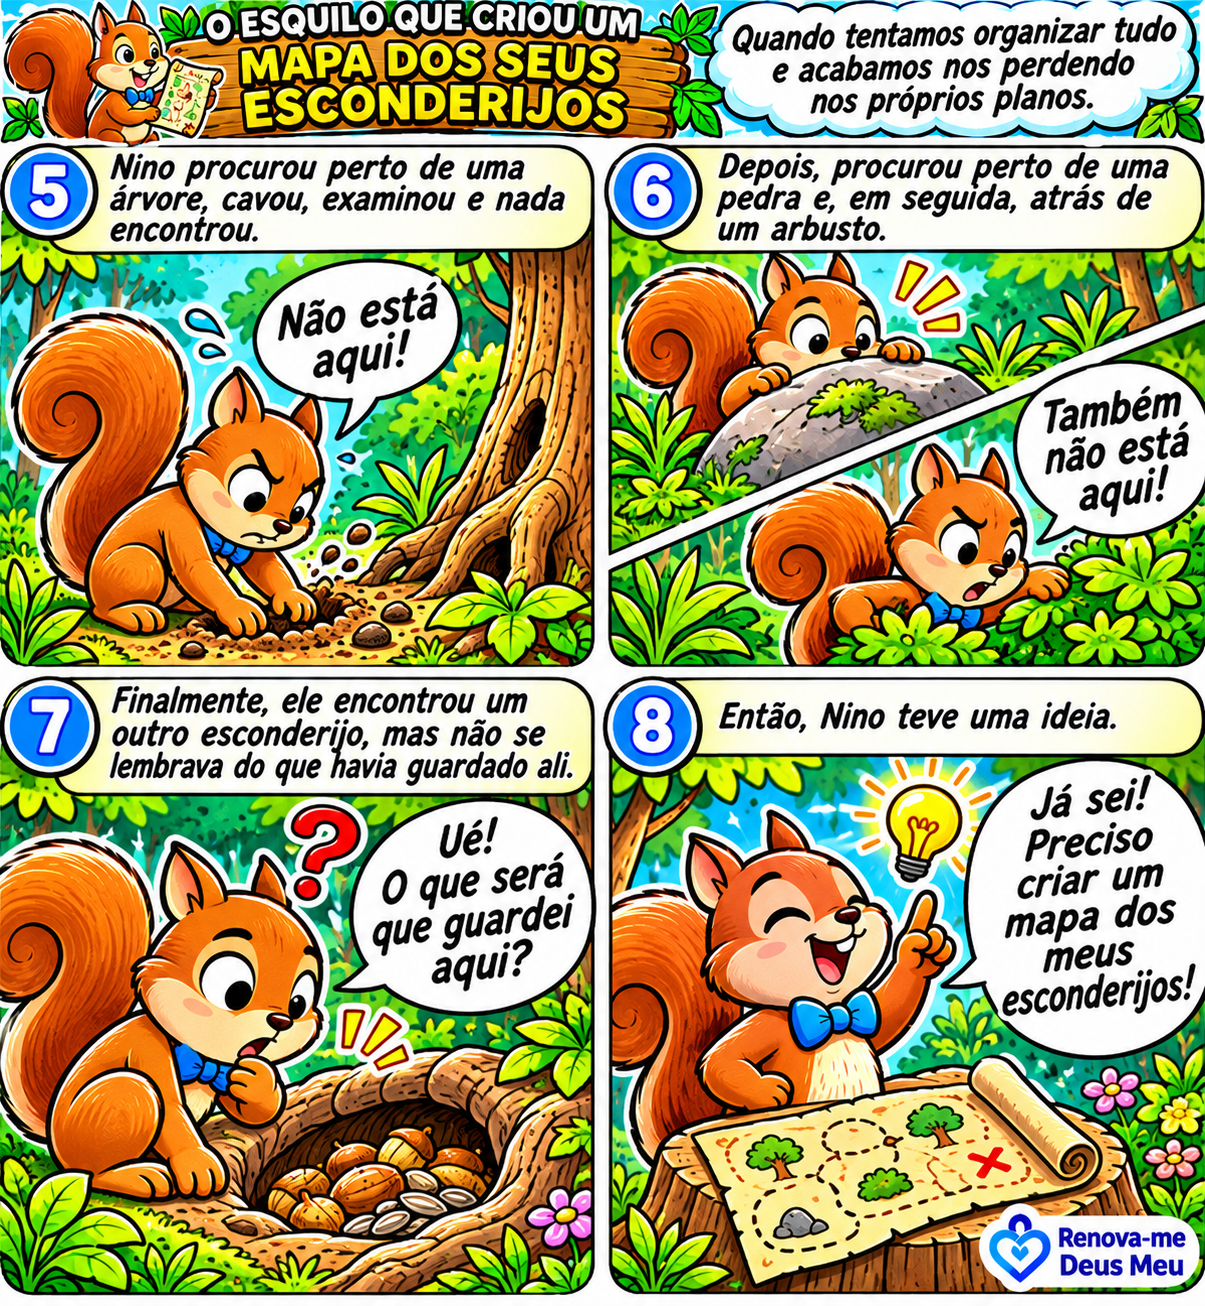 O ESQUILO QUE CRIOU UM
MAPA DOS SEUS
ESCONDERIJOS
Quando tentamos organizar tudo
e acabamos nos perdendo
nos próprios planos.
5
Nino procurou perto de uma
árvore, cavou, examinou e nada
encontrou.
Não está
aqui!
6
Depois, procurou perto de uma
pedra e, em seguida, atrás de
um arbusto.
Também
não está
aqui!
7
Finalmente, ele encontrou um
outro esconderijo, mas não se
lembrava do que havia guardado ali.
Ué!
O que será
que guardei
aqui?
8
Então, Nino teve uma ideia.
Já sei!
Preciso
criar um
mapa dos
meus
esconderijos!
Renova-me
Deus Meu